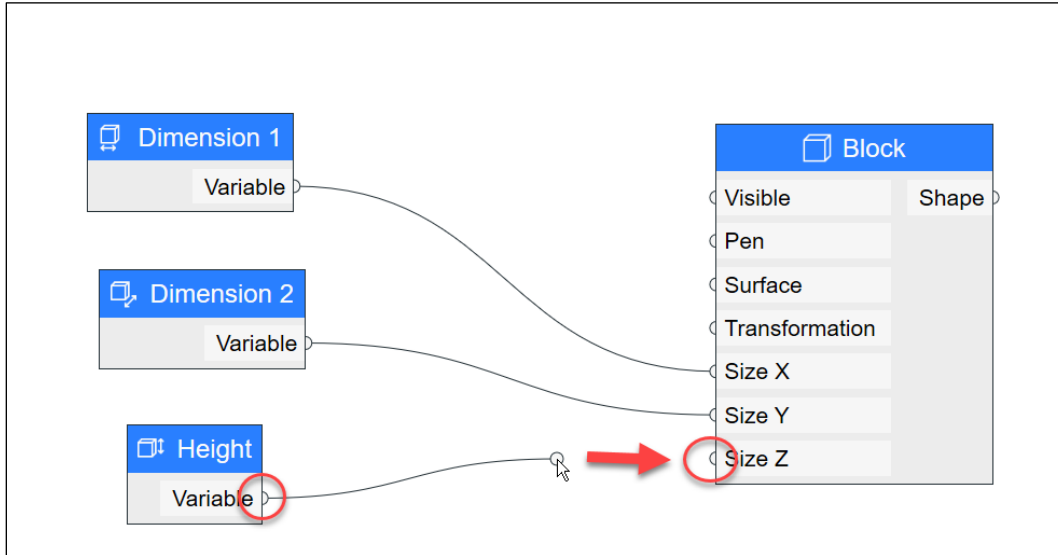 Dimension 1
Variable
Dimension 2
Variable
Height
Variable
Block
Visible
Shape
Pen
Surface
Transformation
Size X
Size Y
Size Z